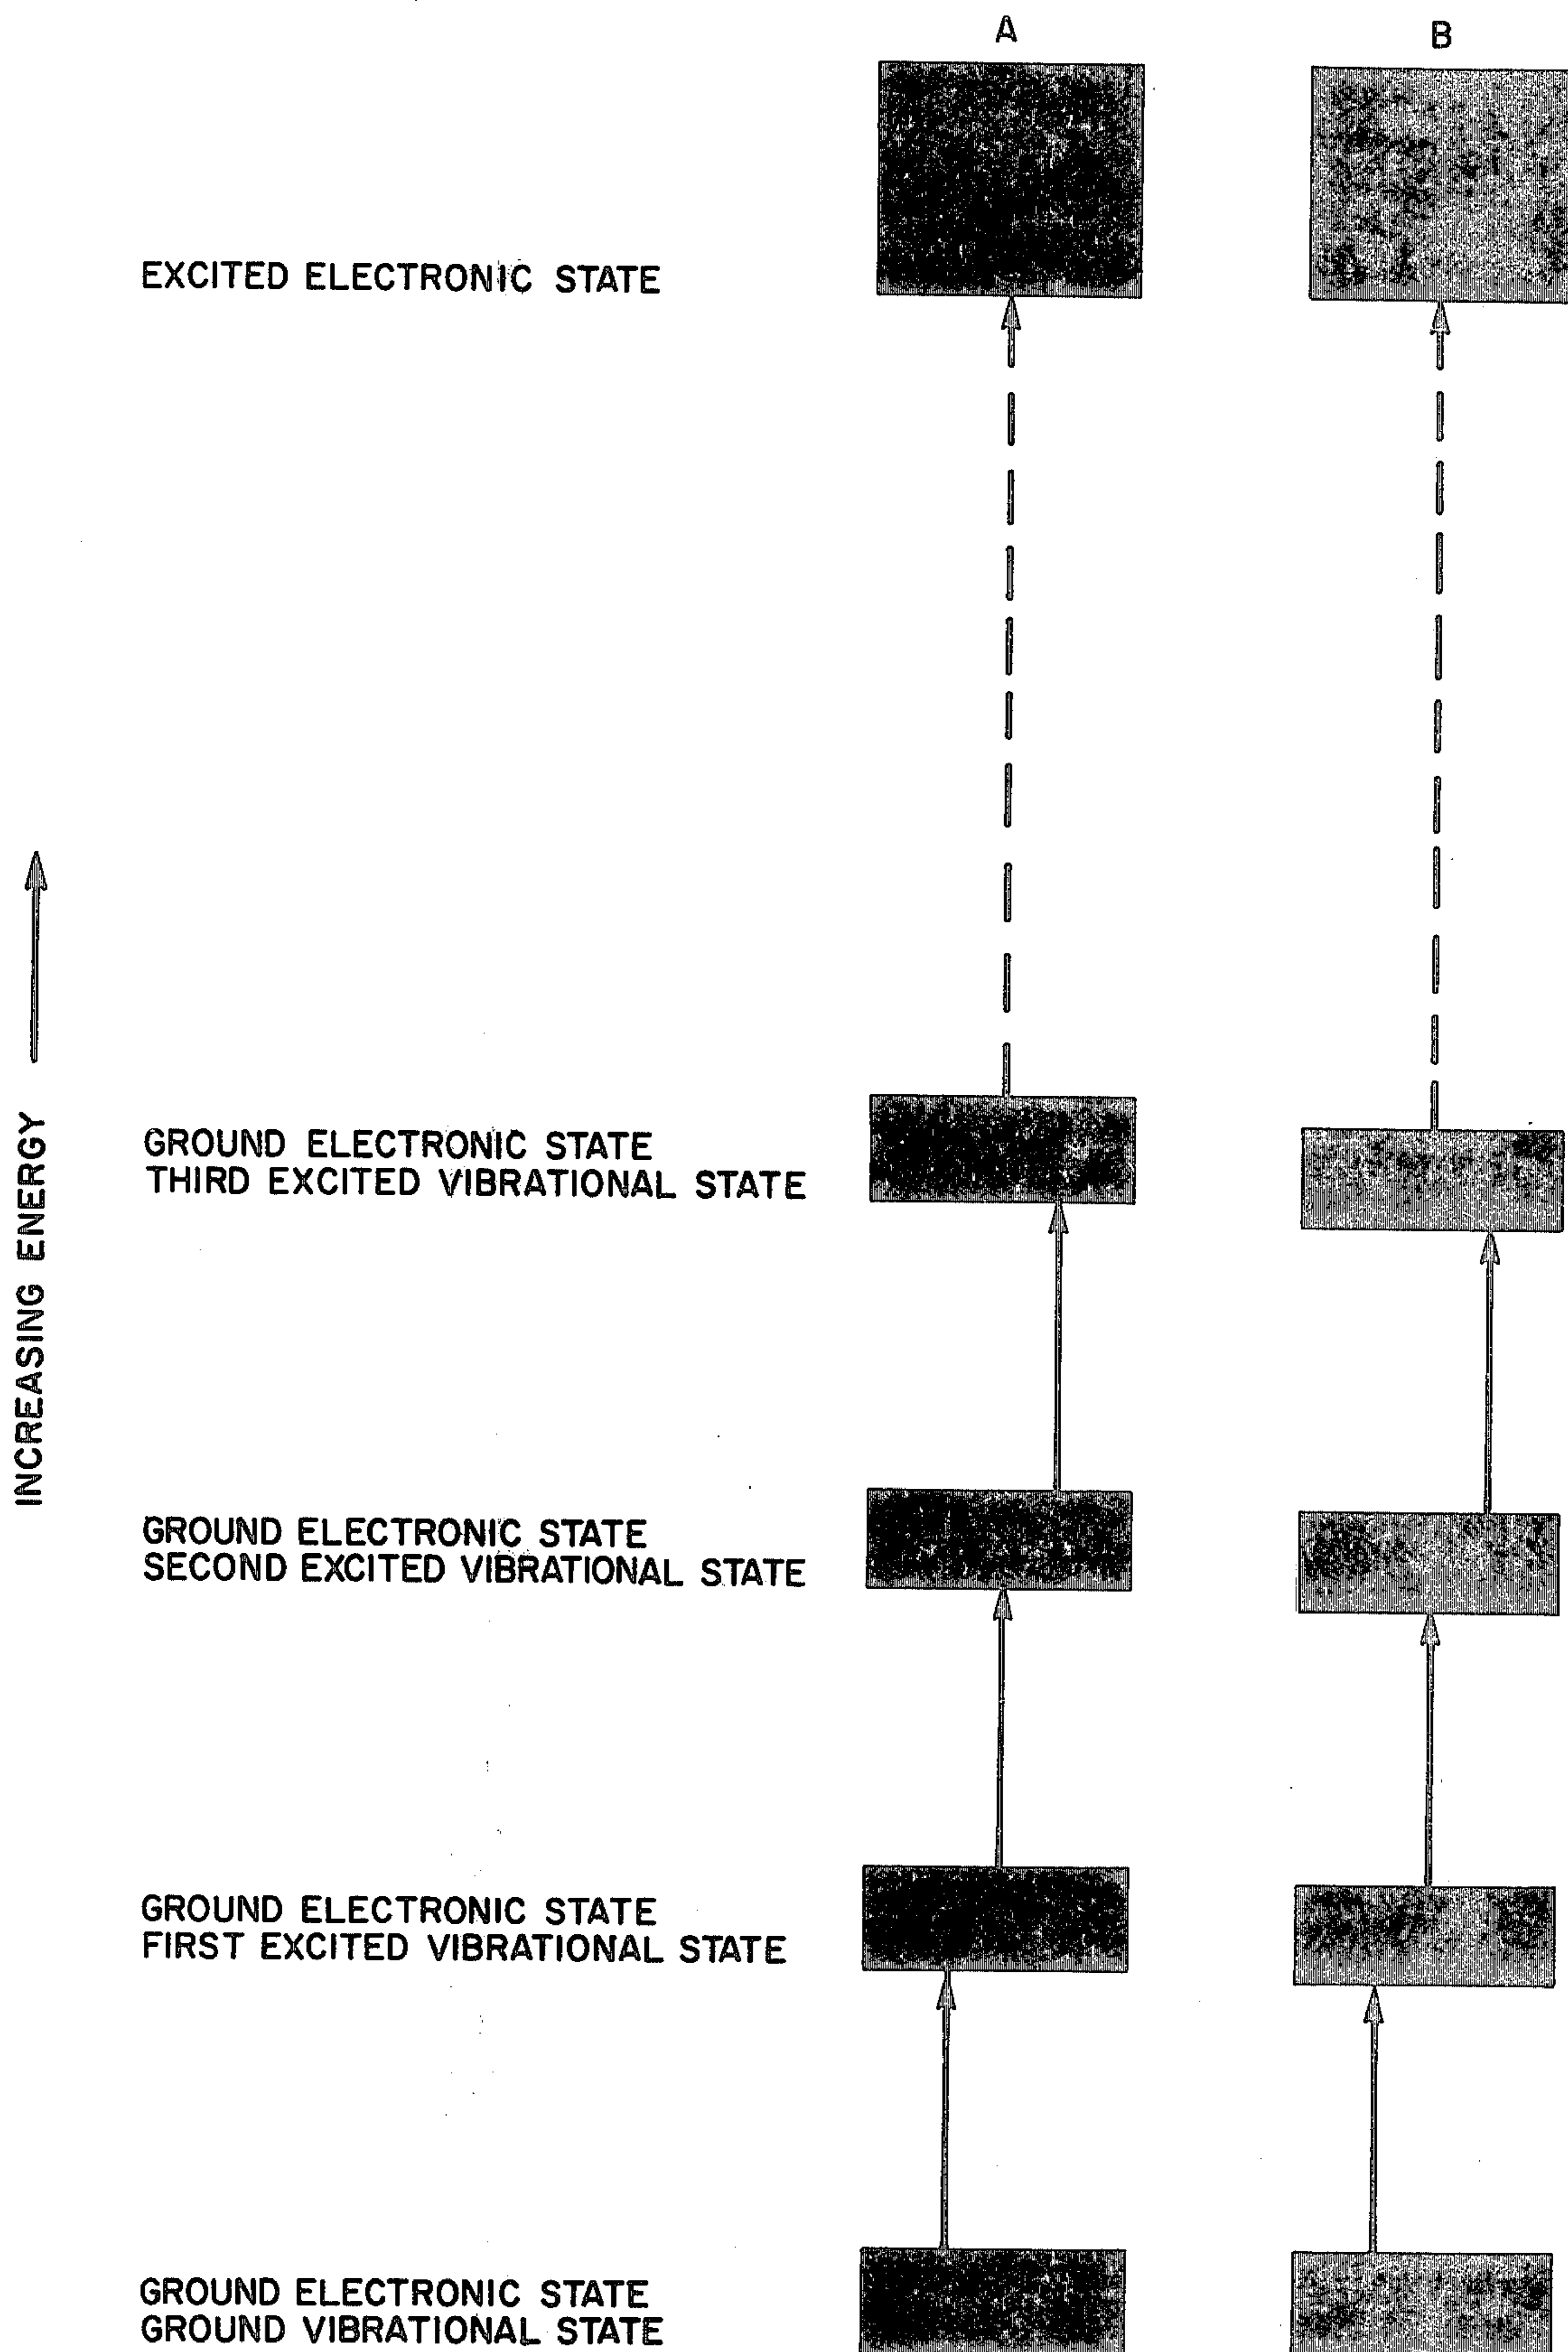 A
B
EXCITED ELECTRONIC STATE
GROUND ELECTRONIC STATE
THIRD EXCITED VIBRATIONAL STATE
INCREASING ENERGY
GROUND ELECTRONIC STATE
SECOND EXCITED VIBRATIONAL STATE
GROUND ELECTRONIC STATE
FIRST EXCITED VIBRATIONAL STATE
GROUND ELECTRONIC STATE
GROUND VIBRATIONAL STATE